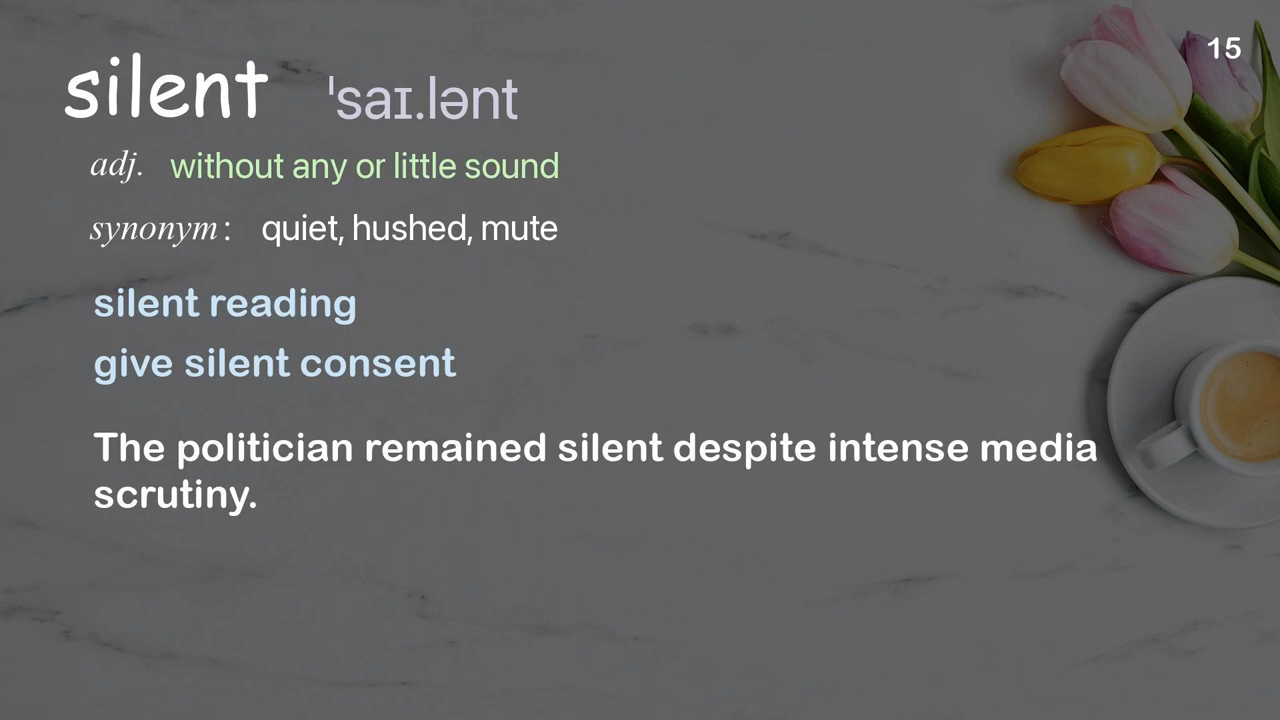 15
silent ˈsaɪ.lənt
adj. without any or little sound
synonym: quiet, hushed, mute
silent reading
give silent consent
The politician remained silent despite intense media
scrutiny.